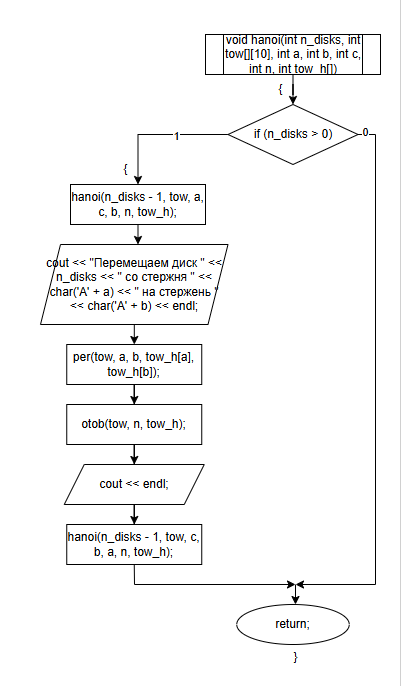 void hanoi(int n_disks, int
tow[][10], int a, int b, int c,
int n, int tow_h[])
{
if (n_disks > 0)
1
0
{
hanoi(n_disks - 1, tow, a,
c, b, n, tow_h);
cout << "Перемещаем диск " <<
n_disks << " со стержня " <<
char('A' + a) << " на стержень "
<< char('A' + b) << endl;
per(tow, a, b, tow_h[a],
tow_h[b]);
otob(tow, n, tow_h);
cout << endl;
hanoi(n_disks - 1, tow, c,
b, a, n, tow_h);
return;
}